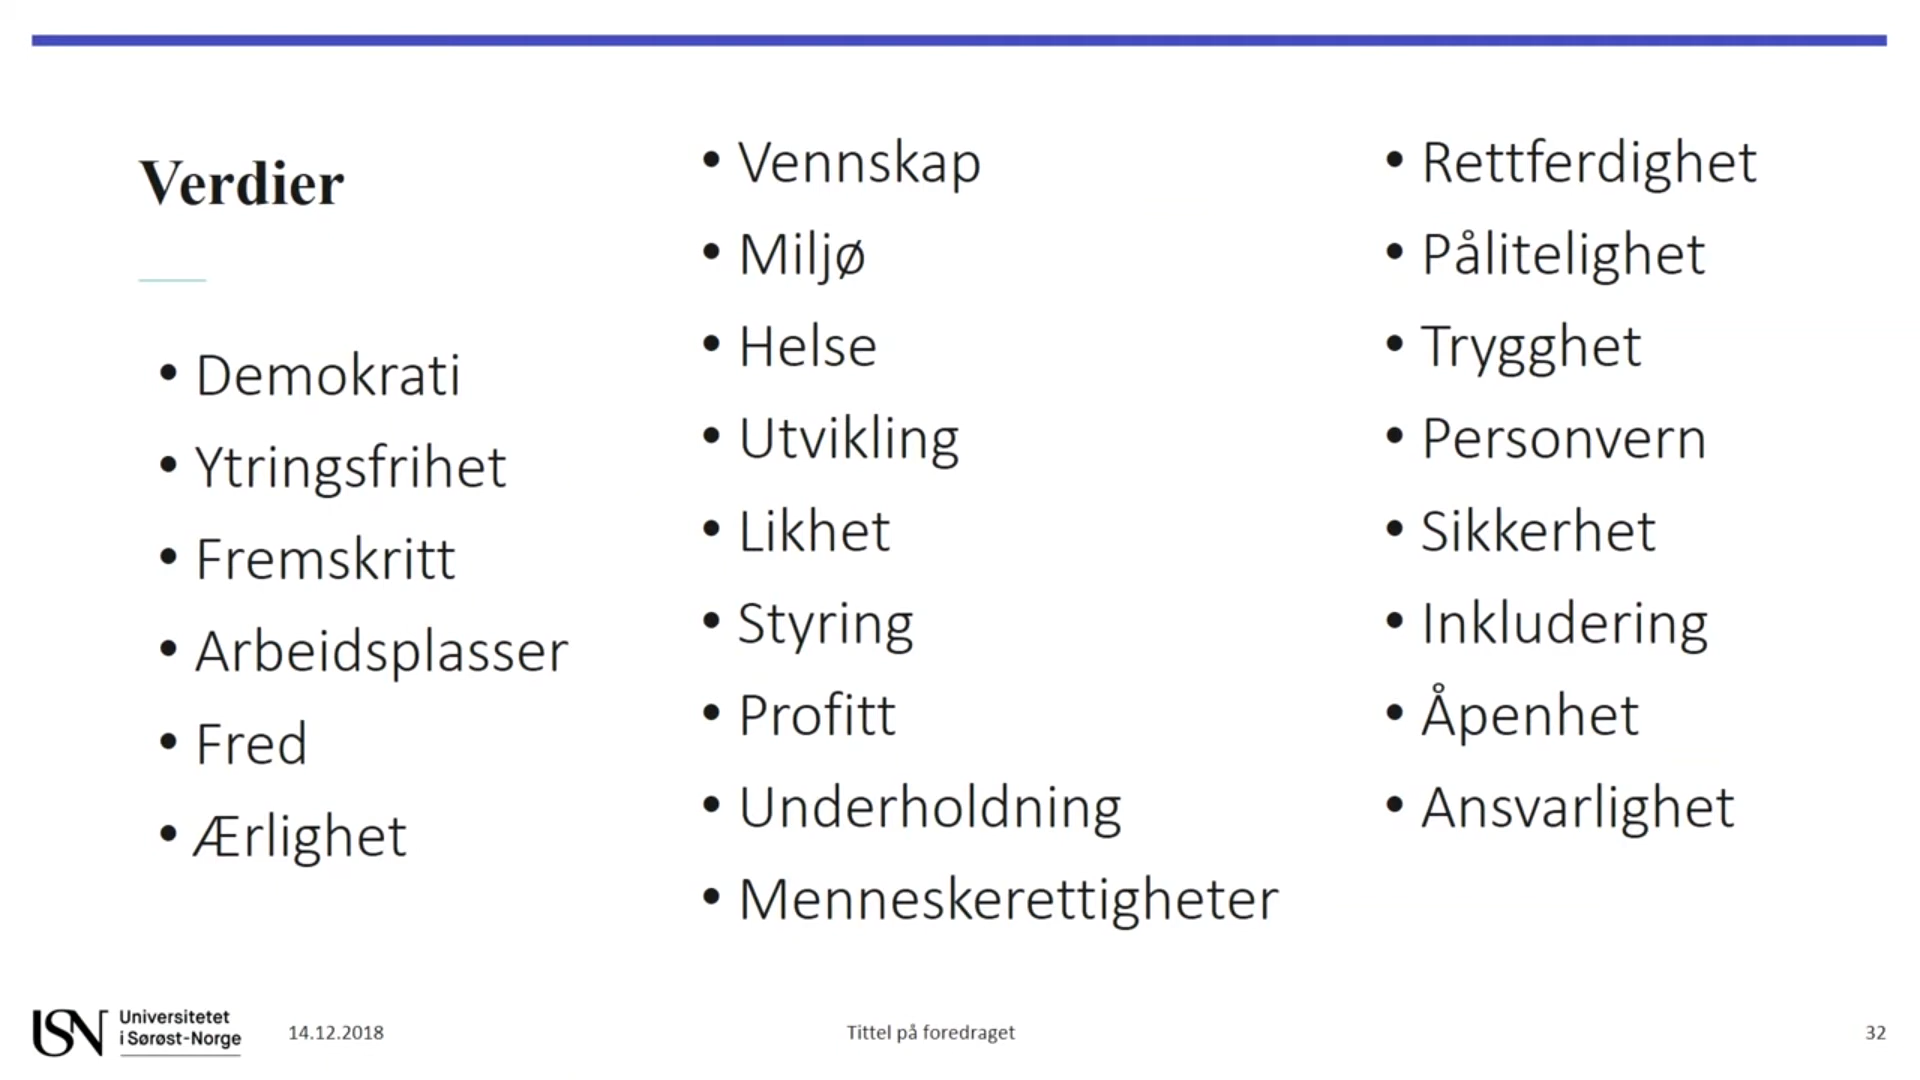 Verdier
• Demokrati
• Ytringsfrihet
• Fremskritt
• Arbeidsplasser
• Fred
• Ærlighet
• Vennskap
• Miljø
• Helse
• Utvikling
• Likhet
• Styring
• Profitt
• Underholdning
• Menneskerettigheter
• Rettferdighet
• Pålitelighet
• Trygghet
• Personvern
• Sikkerhet
• Inkludering
• Åpenhet
• Ansvarlighet
USN Universitetet
i Sørøst-Norge
14.12.2018
Tittel på foredraget
32